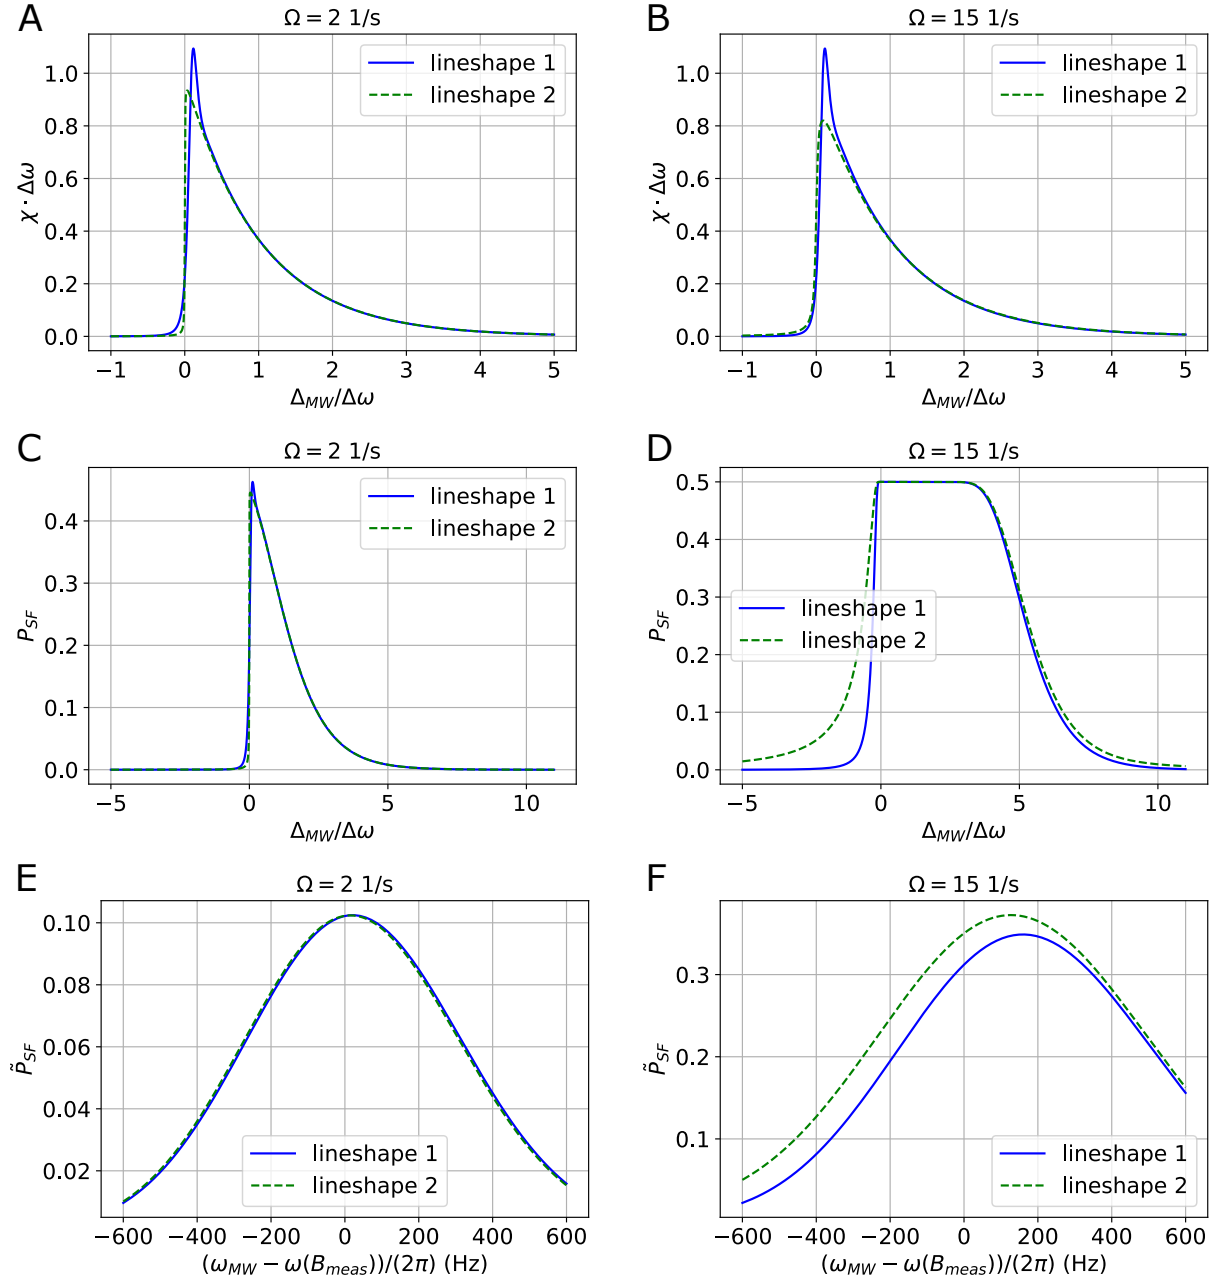 A
Ω = 2 1/s
lineshape 1
lineshape 2
1.0
0.8
0.6
0.4
0.2
0.0
χ · Δω
−1 0 1 2 3 4 5
Δ_MW/Δω
B
Ω = 15 1/s
lineshape 1
lineshape 2
1.0
0.8
0.6
0.4
0.2
0.0
χ · Δω
−1 0 1 2 3 4 5
Δ_MW/Δω
C
Ω = 2 1/s
lineshape 1
lineshape 2
0.4
0.3
0.2
0.1
0.0
P_SF
−5 0 5 10
Δ_MW/Δω
D
Ω = 15 1/s
0.5
0.4
0.3
0.2
0.1
0.0
P_SF
lineshape 1
lineshape 2
−5 0 5 10
Δ_MW/Δω
E
Ω = 2 1/s
0.10
0.08
0.06
0.04
0.02
P̃_SF
lineshape 1
lineshape 2
−600 −400 −200 0 200 400 600
(ω_MW − ω(B_meas))/(2π) (Hz)
F
Ω = 15 1/s
0.3
0.2
0.1
P̃_SF
lineshape 1
lineshape 2
−600 −400 −200 0 200 400 600
(ω_MW − ω(B_meas))/(2π) (Hz)